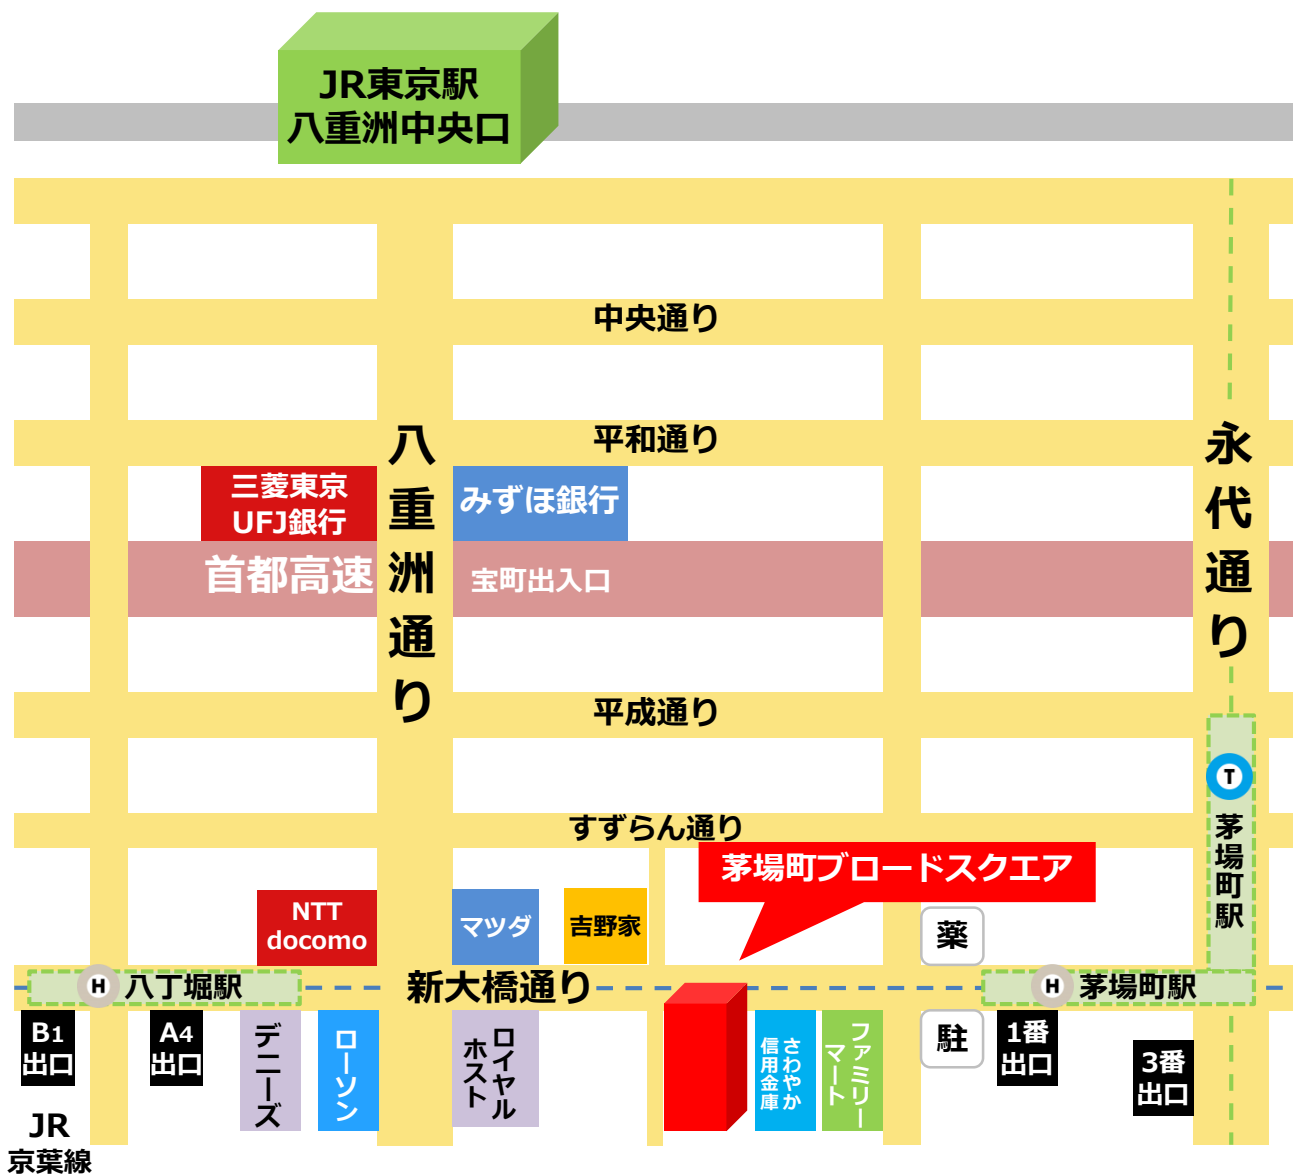 JR東京駅
八重洲中央口
中央通り
平和通り
八重洲通り
永代通り
三菱東京
UFJ銀行
みずほ銀行
首都高速
宝町出入口
平成通り
T
茅場町駅
すずらん通り
茅場町ブロードスクエア
NTT
docomo
マツダ
吉野家
薬
H
八丁堀駅
新大橋通り
H
茅場町駅
B1
出口
A4
出口
デニーズ
ローソン
ロイヤル
ホスト
さわやか
信用金庫
ファミリー
マート
駐
1番
出口
3番
出口
JR
京葉線